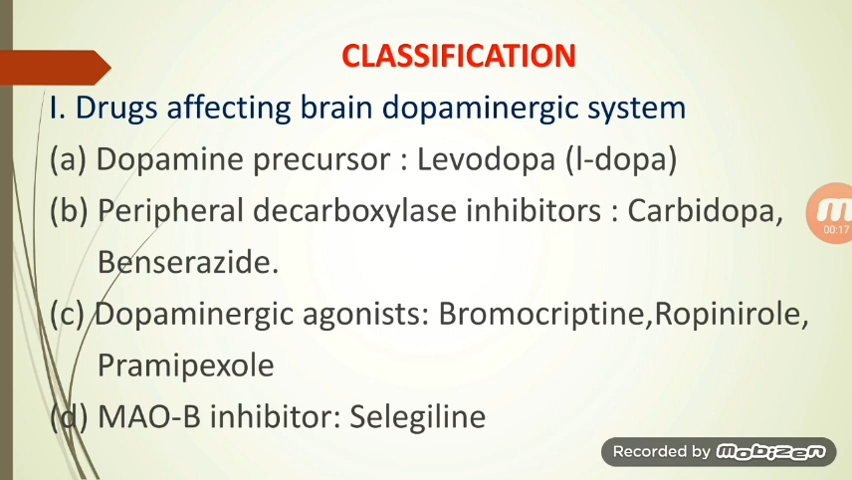 CLASSIFICATION
I. Drugs affecting brain dopaminergic system
(a) Dopamine precursor : Levodopa (l-dopa)
(b) Peripheral decarboxylase inhibitors : Carbidopa,
Benserazide.
(c) Dopaminergic agonists: Bromocriptine,Ropinirole,
Pramipexole
(d) MAO-B inhibitor: Selegiline
00:17
Recorded by mobizen